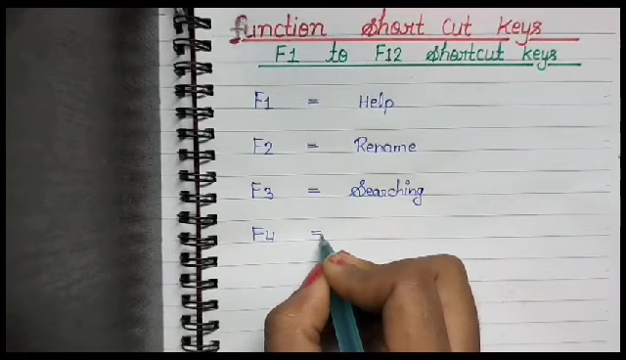 function short cut keys
F1 to F12 shortcut keys
F1 = Help
F2 = Rename
F3 = Searching
F4 =